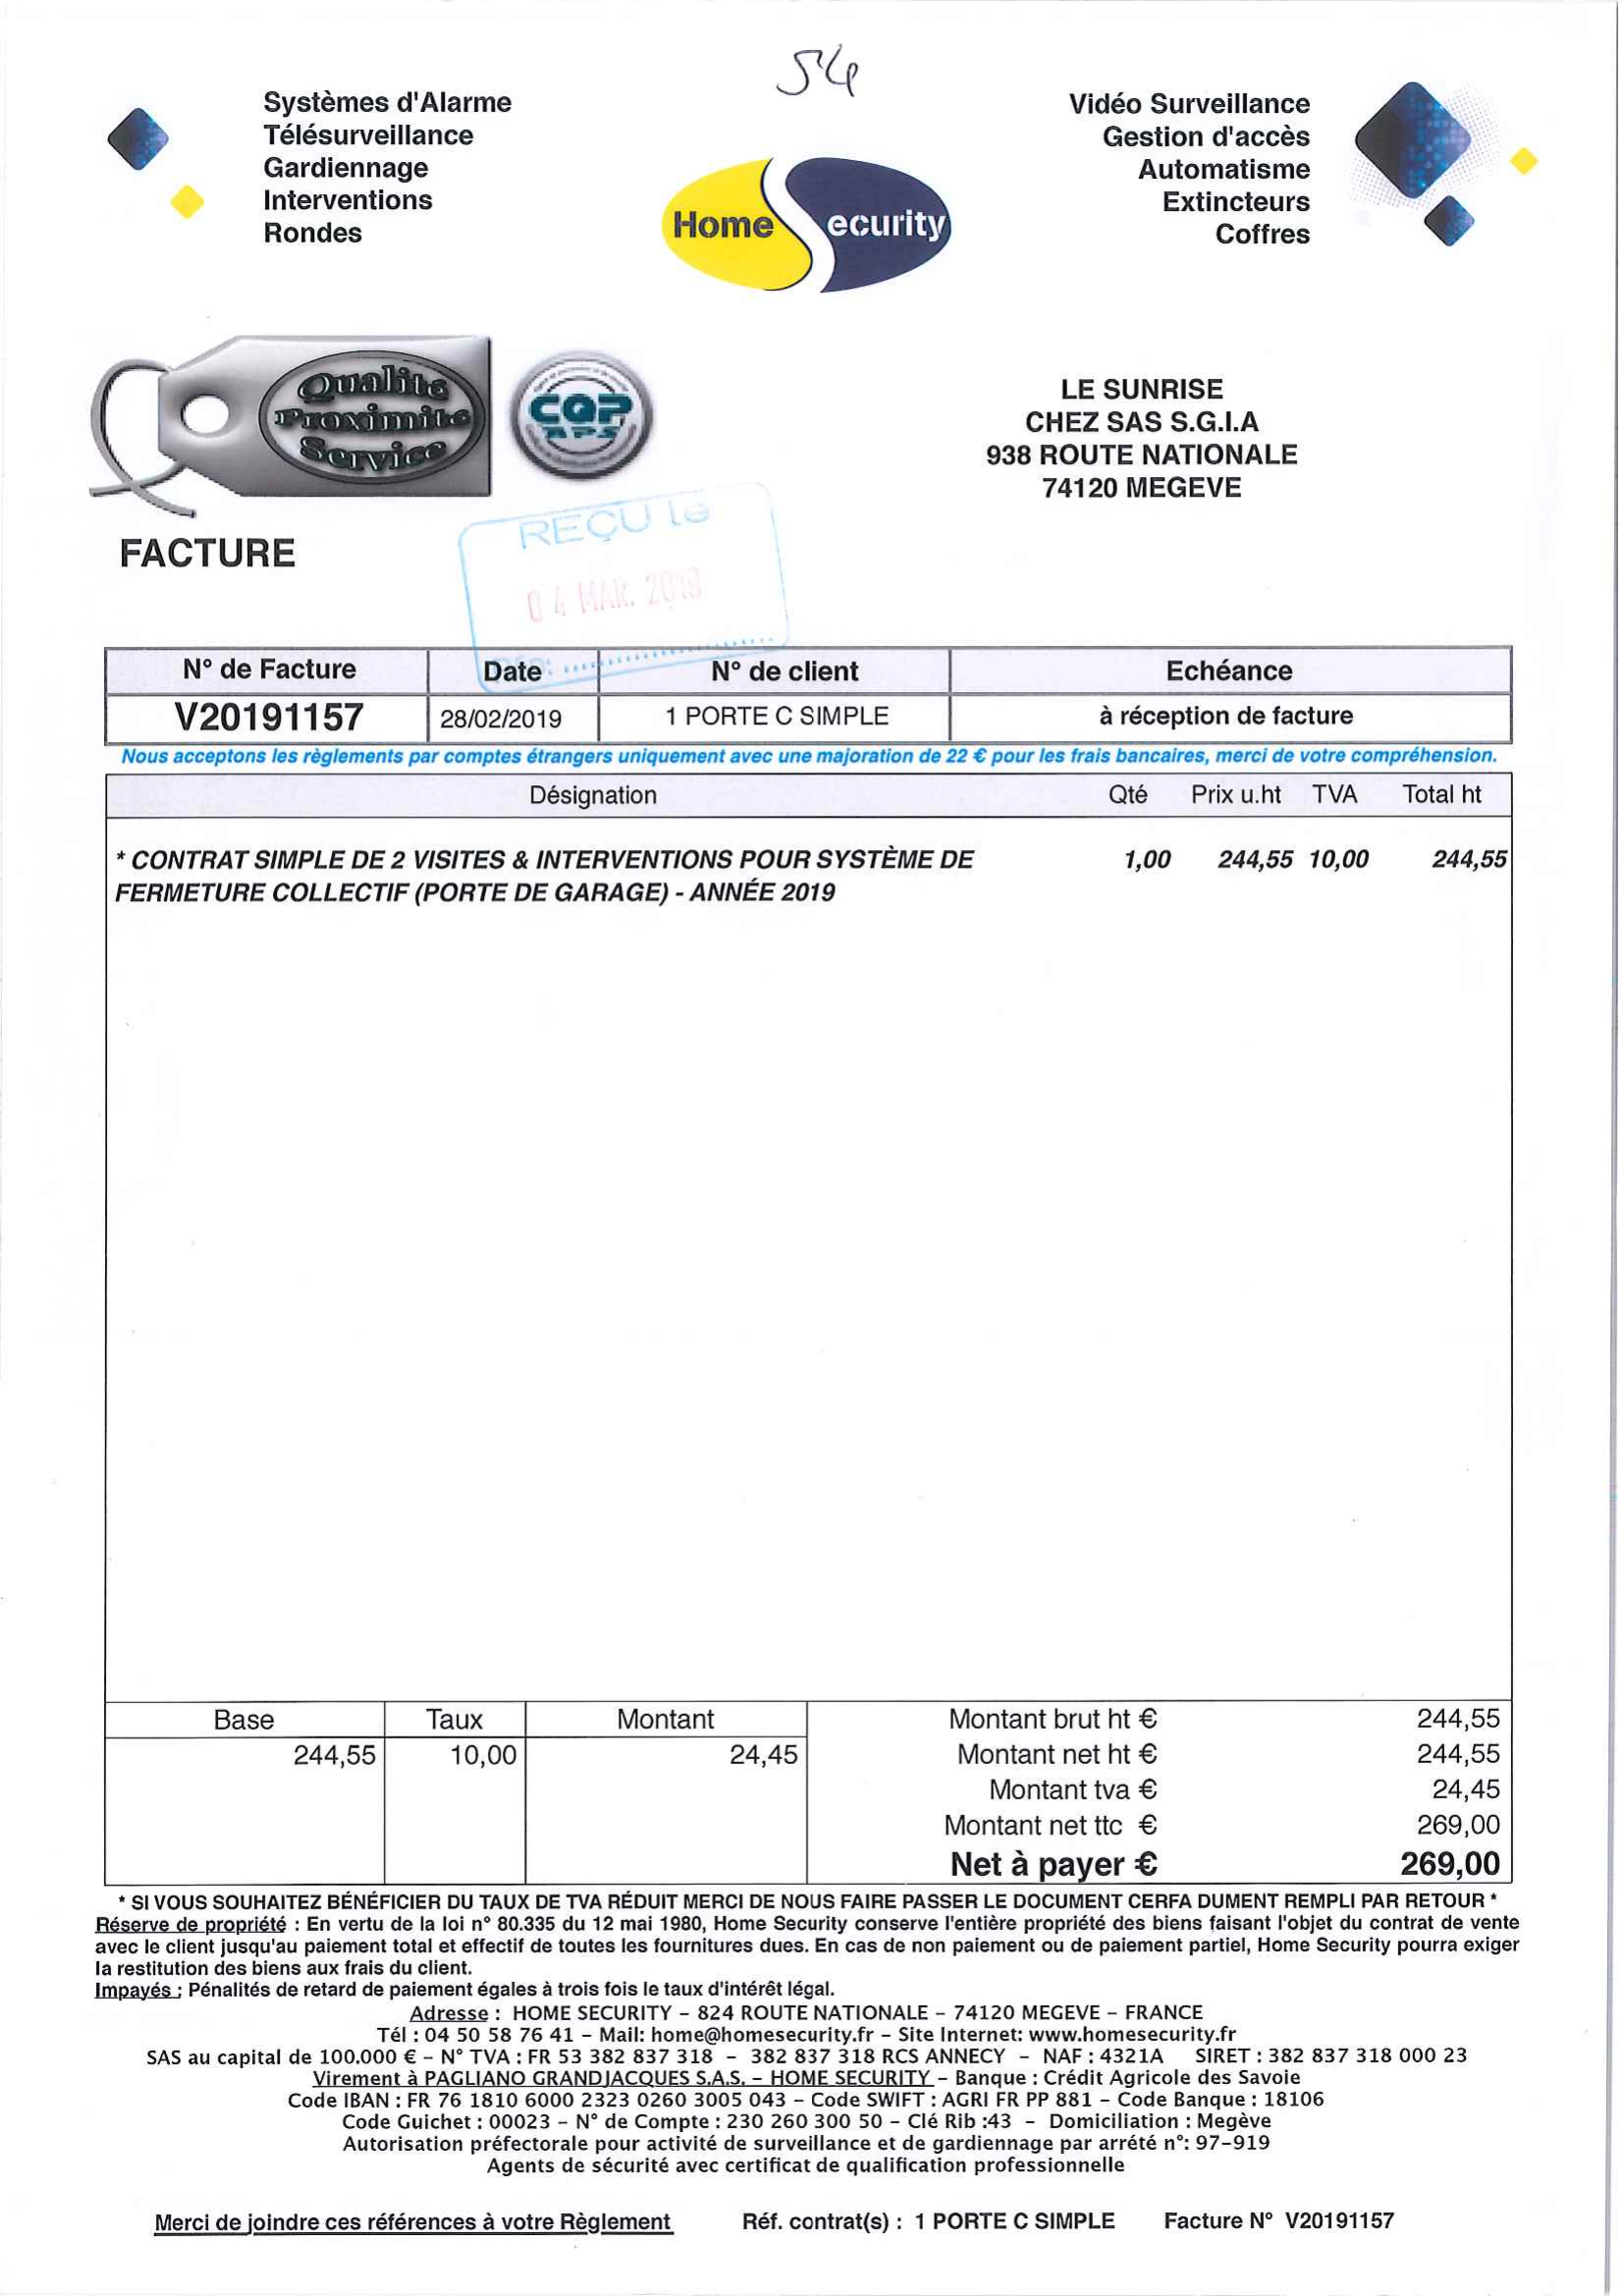 54
Systèmes d'Alarme
Télésurveillance
Gardiennage
Interventions
Rondes
Home Security
Vidéo Surveillance
Gestion d'accès
Automatisme
Extincteurs
Coffres
Qualité
Proximité
Service
CQP
APS
LE SUNRISE
CHEZ SAS S.G.I.A
938 ROUTE NATIONALE
74120 MEGEVE
REÇU le
04 MAR. 2019
FACTURE
N° de Facture Date N° de client Echéance
V20191157 28/02/2019 1 PORTE C SIMPLE à réception de facture
Nous acceptons les règlements par comptes étrangers uniquement avec une majoration de 22 € pour les frais bancaires, merci de votre compréhension.
Désignation Qté Prix u.ht TVA Total ht
* CONTRAT SIMPLE DE 2 VISITES & INTERVENTIONS POUR SYSTÈME DE 1,00 244,55 10,00 244,55
FERMETURE COLLECTIF (PORTE DE GARAGE) - ANNÉE 2019
Base Taux Montant Montant brut ht € 244,55
244,55 10,00 24,45 Montant net ht € 244,55
Montant tva € 24,45
Montant net ttc € 269,00
Net à payer € 269,00
* SI VOUS SOUHAITEZ BÉNÉFICIER DU TAUX DE TVA RÉDUIT MERCI DE NOUS FAIRE PASSER LE DOCUMENT CERFA DUMENT REMPLI PAR RETOUR *
Réserve de propriété : En vertu de la loi n° 80.335 du 12 mai 1980, Home Security conserve l'entière propriété des biens faisant l'objet du contrat de vente
avec le client jusqu'au paiement total et effectif de toutes les fournitures dues. En cas de non paiement ou de paiement partiel, Home Security pourra exiger
la restitution des biens aux frais du client.
Impayés : Pénalités de retard de paiement égales à trois fois le taux d'intérêt légal.
Adresse : HOME SECURITY – 824 ROUTE NATIONALE – 74120 MEGEVE – FRANCE
Tél : 04 50 58 76 41 – Mail: home@homesecurity.fr – Site Internet: www.homesecurity.fr
SAS au capital de 100.000 € – N° TVA : FR 53 382 837 318 – 382 837 318 RCS ANNECY – NAF : 4321A SIRET : 382 837 318 000 23
Virement à PAGLIANO GRANDJACQUES S.A.S. – HOME SECURITY – Banque : Crédit Agricole des Savoie
Code IBAN : FR 76 1810 6000 2323 0260 3005 043 – Code SWIFT : AGRI FR PP 881 – Code Banque : 18106
Code Guichet : 00023 – N° de Compte : 230 260 300 50 – Clé Rib :43 – Domiciliation : Megève
Autorisation préfectorale pour activité de surveillance et de gardiennage par arrété n°: 97–919
Agents de sécurité avec certificat de qualification professionnelle
Merci de joindre ces références à votre Règlement Réf. contrat(s) : 1 PORTE C SIMPLE Facture N° V20191157